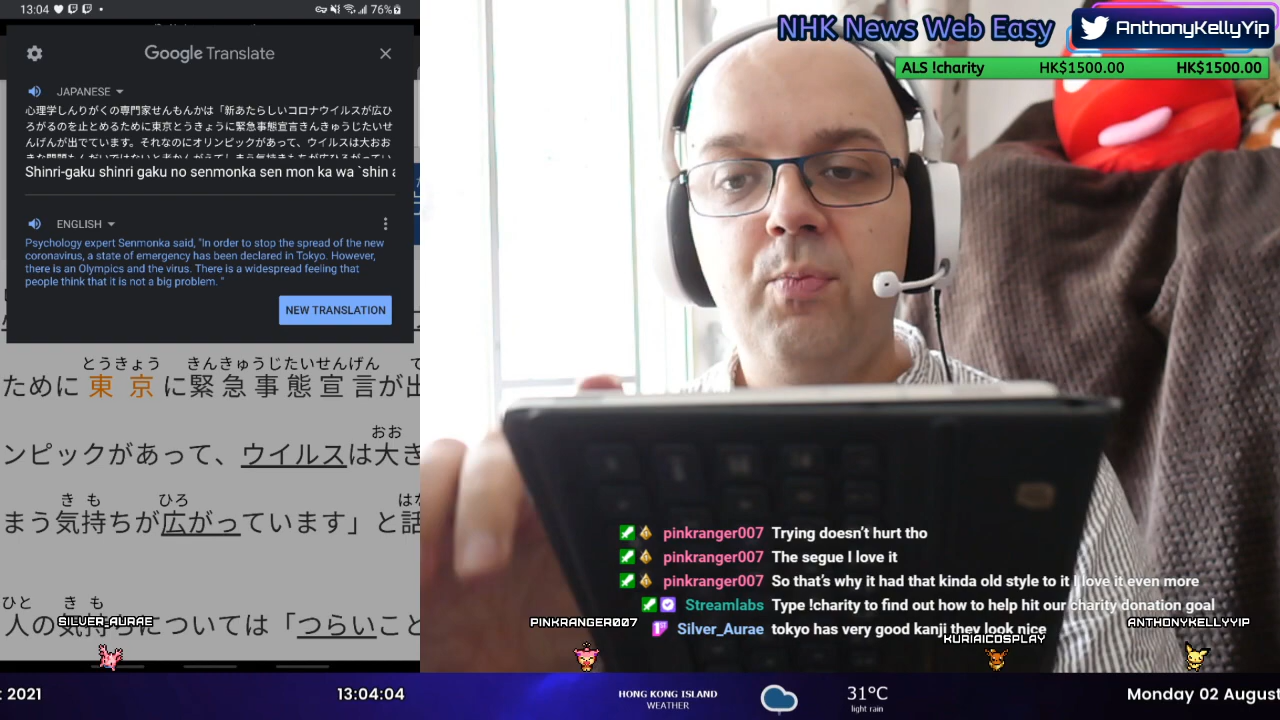 13:04
76%
Google Translate
JAPANESE
心理学しんりがくの専門家せんもんかは「新あたらしいコロナウイルスが広ひ
ろがるのを止とめるために東京とうきょうに緊急事態宣言きんきゅうじたいせ
んげんが出でています。それなのにオリンピックがあって、ウイルスは大おお
Shinri-gaku shinri gaku no senmonka sen mon ka wa `shin a
ENGLISH
Psychology expert Senmonka said, "In order to stop the spread of the new
coronavirus, a state of emergency has been declared in Tokyo. However,
there is an Olympics and the virus. There is a widespread feeling that
people think that it is not a big problem. "
NEW TRANSLATION
とうきょう きんきゅうじたいせんげん
ために東京に緊急事態宣言が出
おお
ンピックがあって、ウイルスは大き
きも ひろ はな
まう気持ちが広がっています」と話
ひと きも
人の気持ちについては「つらいこと
NHK News Web Easy
AnthonyKellyYip
ALS !charity HK$1500.00 HK$1500.00
pinkranger007 Trying doesn't hurt tho
pinkranger007 The segue I love it
pinkranger007 So that's why it had that kinda old style to it I love it even more
Streamlabs Type !charity to find out how to help hit our charity donation goal
Silver_Aurae tokyo has very good kanji they look nice
SILVER_AURAE
PINKRANGER007
KURIAICOSPLAY
ANTHONYKELLYYIP
t 2021
13:04:04
HONG KONG ISLAND
WEATHER
31°C
light rain
Monday 02 August